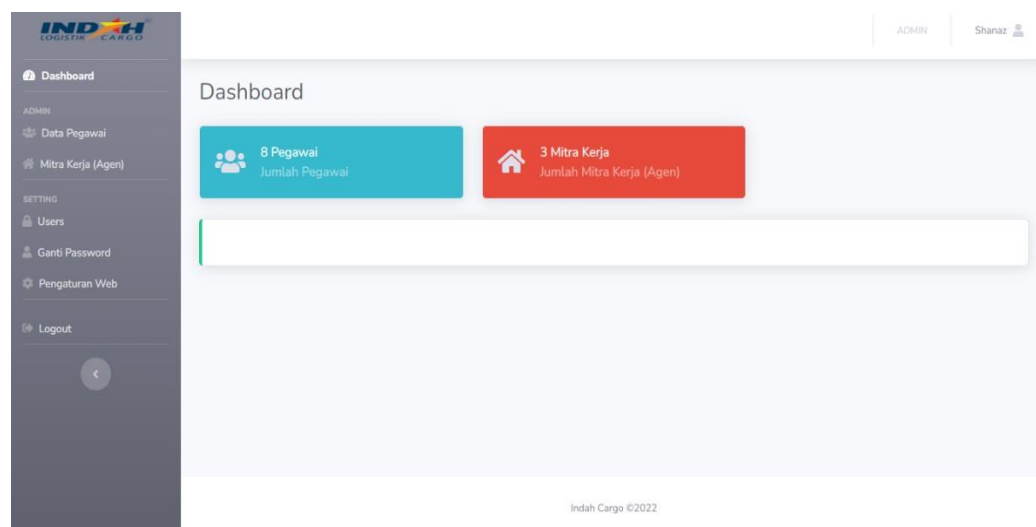 INDAH
LOGISTIK CARGO
ADMIN
Shanaz
Dashboard
ADMIN
Data Pegawai
Mitra Kerja (Agen)
SETTING
Users
Ganti Password
Pengaturan Web
Logout
Dashboard
8 Pegawai
Jumlah Pegawai
3 Mitra Kerja
Jumlah Mitra Kerja (Agen)
Indah Cargo ©2022